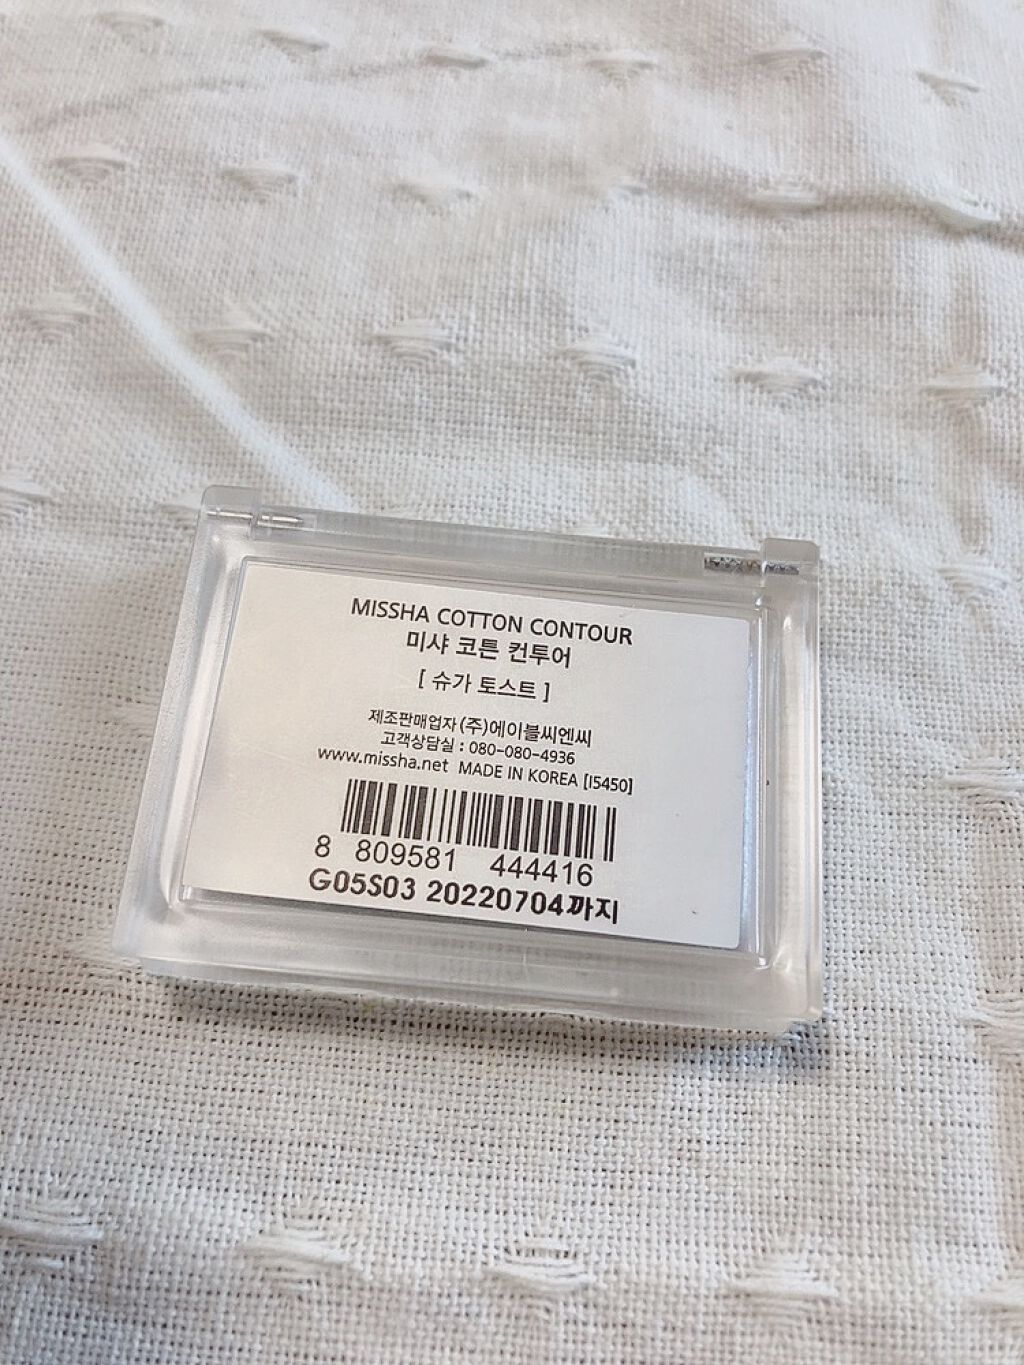 MISSHA COTTON CONTOUR
미샤 코튼 컨투어
[ 슈가 토스트 ]
제조판매업자 (주)에이블씨엔씨
고객상담실 : 080-080-4936
www.missha.net MADE IN KOREA [I5450]
8 809581 444416
G05S03 20220704까지